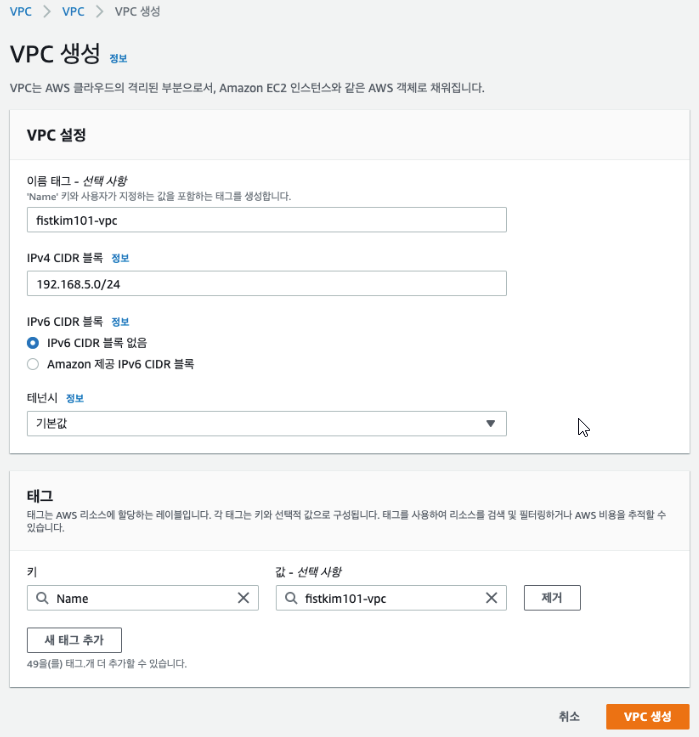 VPC > VPC > VPC 생성
VPC 생성 정보
VPC는 AWS 클라우드의 격리된 부분으로서, Amazon EC2 인스턴스와 같은 AWS 객체로 채워집니다.
VPC 설정
이름 태그 - 선택 사항
'Name' 키와 사용자가 지정하는 값을 포함하는 태그를 생성합니다.
fistkim101-vpc
IPv4 CIDR 블록 정보
192.168.5.0/24
IPv6 CIDR 블록 정보
IPv6 CIDR 블록 없음
Amazon 제공 IPv6 CIDR 블록
테넌시 정보
기본값
태그
태그는 AWS 리소스에 할당하는 레이블입니다. 각 태그는 키와 선택적 값으로 구성됩니다. 태그를 사용하여 리소스를 검색 및 필터링하거나 AWS 비용을 추적할 수
있습니다.
키 값 - 선택 사항
Name fistkim101-vpc 제거
새 태그 추가
49을(를) 태그.개 더 추가할 수 있습니다.
취소 VPC 생성